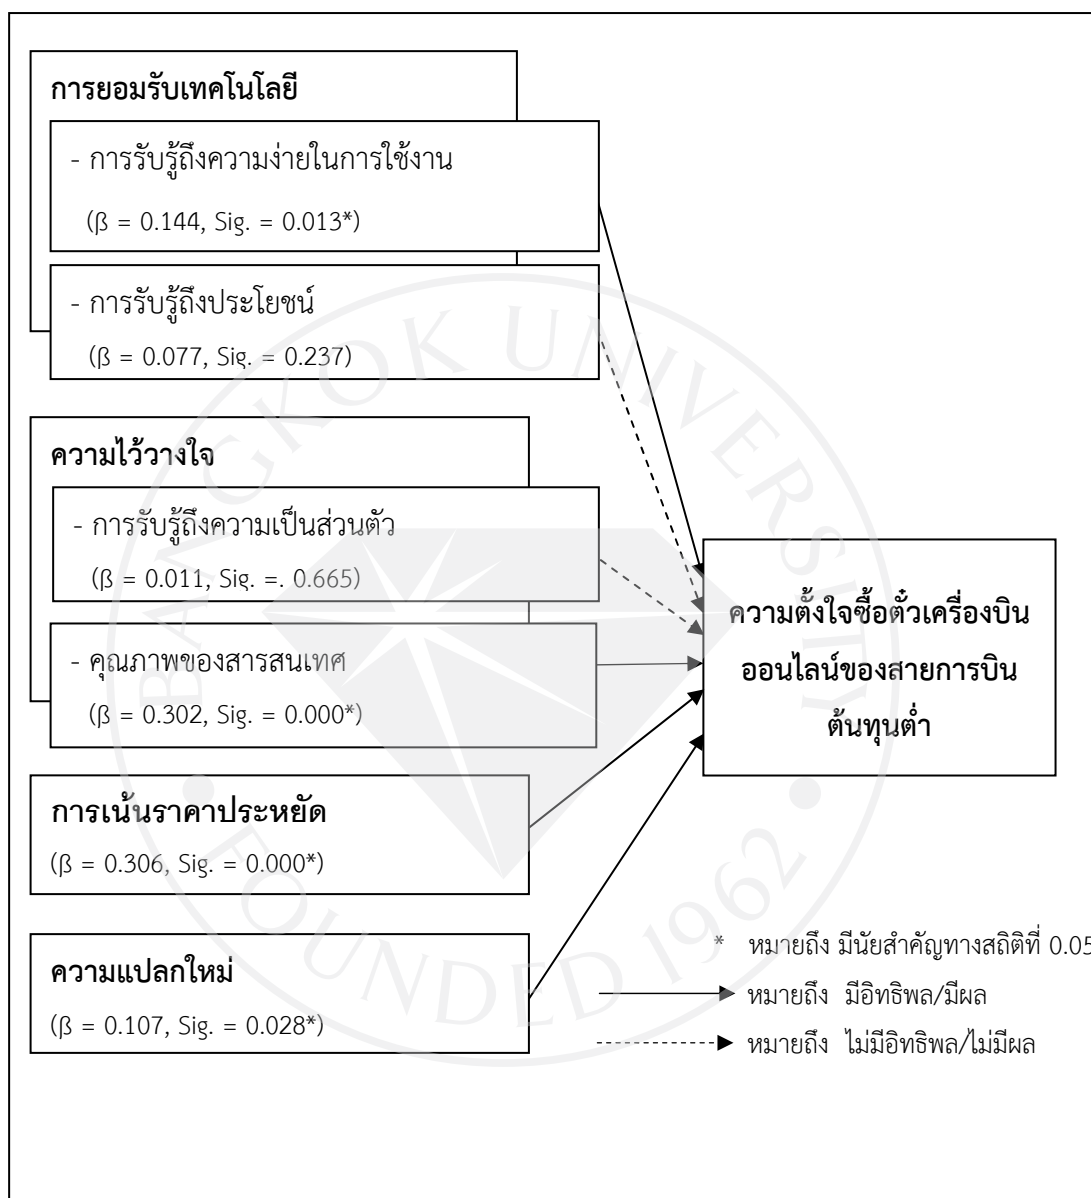 การยอมรับเทคโนโลยี
- การรับรู้ถึงความง่ายในการใช้งาน
(β = 0.144, Sig. = 0.013*)
- การรับรู้ถึงประโยชน์
(β = 0.077, Sig. = 0.237)
ความไว้วางใจ
- การรับรู้ถึงความเป็นส่วนตัว
(β = 0.011, Sig. =. 0.665)
- คุณภาพของสารสนเทศ
(β = 0.302, Sig. = 0.000*)
การเน้นราคาประหยัด
(β = 0.306, Sig. = 0.000*)
ความแปลกใหม่
(β = 0.107, Sig. = 0.028*)
ความตั้งใจซื้อตั๋วเครื่องบิน
ออนไลน์ของสายการบิน
ต้นทุนต่ำ
* หมายถึง มีนัยสำคัญทางสถิติที่ 0.05
หมายถึง มีอิทธิพล/มีผล
หมายถึง ไม่มีอิทธิพล/ไม่มีผล
BANGKOK UNIVERSITY
FOUNDED 1962